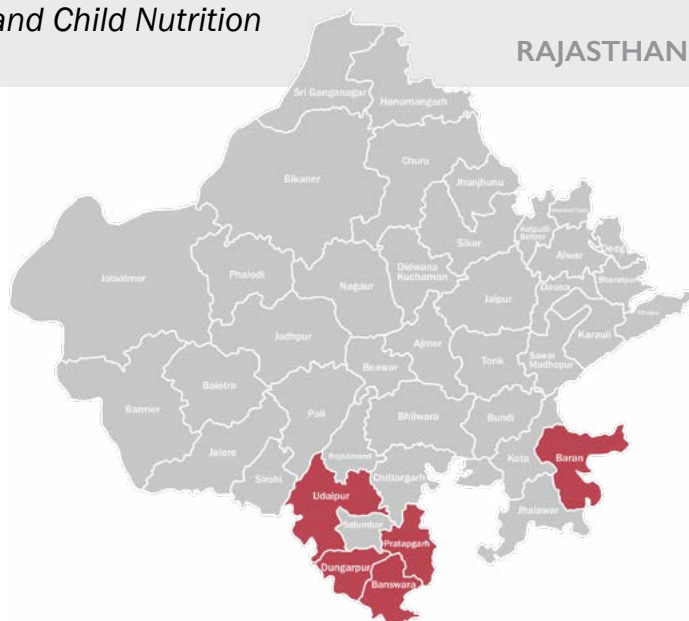 and Child Nutrition
RAJASTHAN
Sri Ganganagar
Hanumangarh
Bikaner
Churu
Jhunjhunu
Sikar
Alwar
Deeg
Jaisalmer
Phalodi
Nagaur
Didwana
Kuchaman
Jaipur
Dausa
Bharatpur
Karauli
Jodhpur
Ajmer
Beawar
Tonk
Sawai
Madhopur
Barmer
Balotra
Pali
Bhilwara
Bundi
Jalore
Sirohi
Rajsamand
Chittorgarh
Kota
Baran
Udaipur
Salumbar
Jhalawar
Pratapgarh
Dungarpur
Banswara